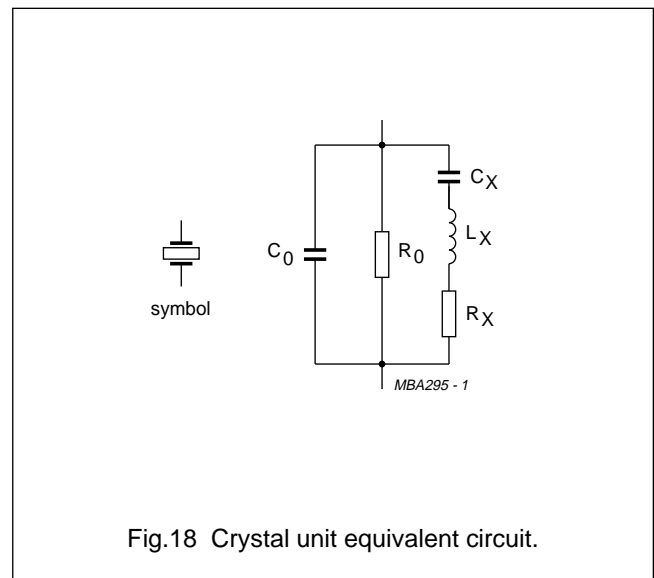 C0
R0
CX
LX
RX
symbol
MBA295 - 1
Fig.18 Crystal unit equivalent circuit.